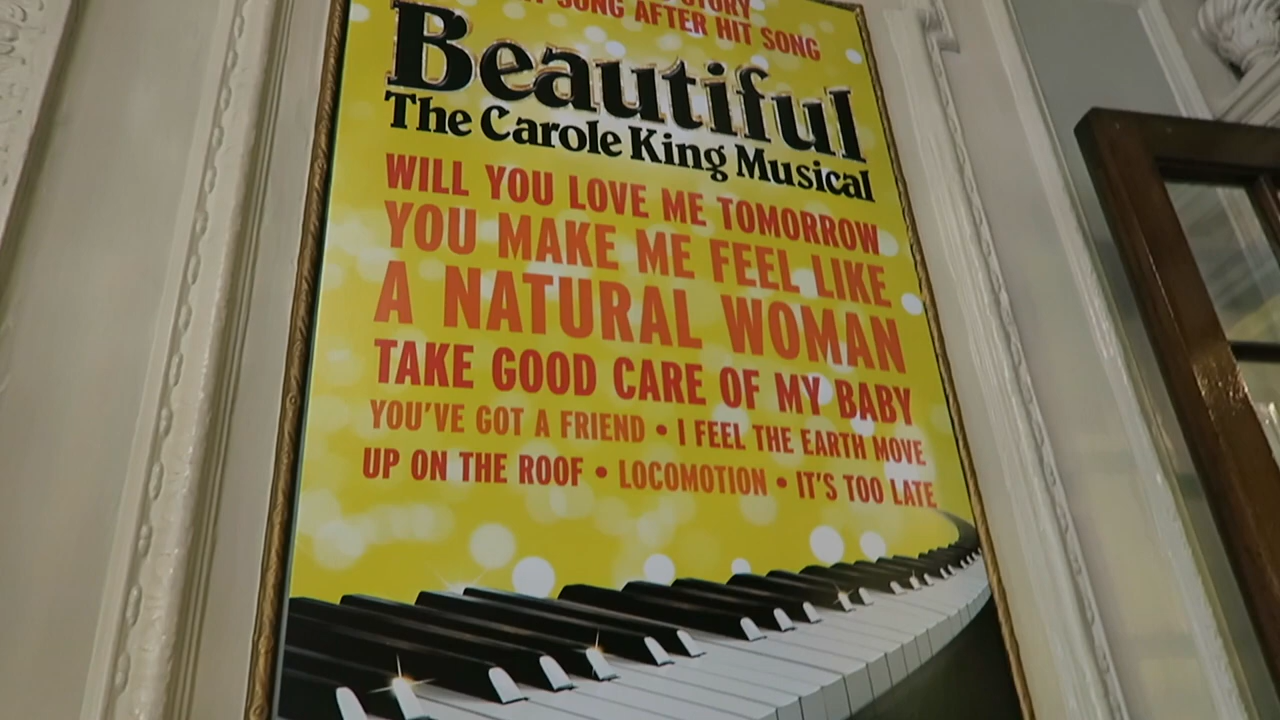 STORY
SONG AFTER HIT SONG
Beautiful
The Carole King Musical
WILL YOU LOVE ME TOMORROW
YOU MAKE ME FEEL LIKE
A NATURAL WOMAN
TAKE GOOD CARE OF MY BABY
YOU'VE GOT A FRIEND • I FEEL THE EARTH MOVE
UP ON THE ROOF • LOCOMOTION • IT'S TOO LATE